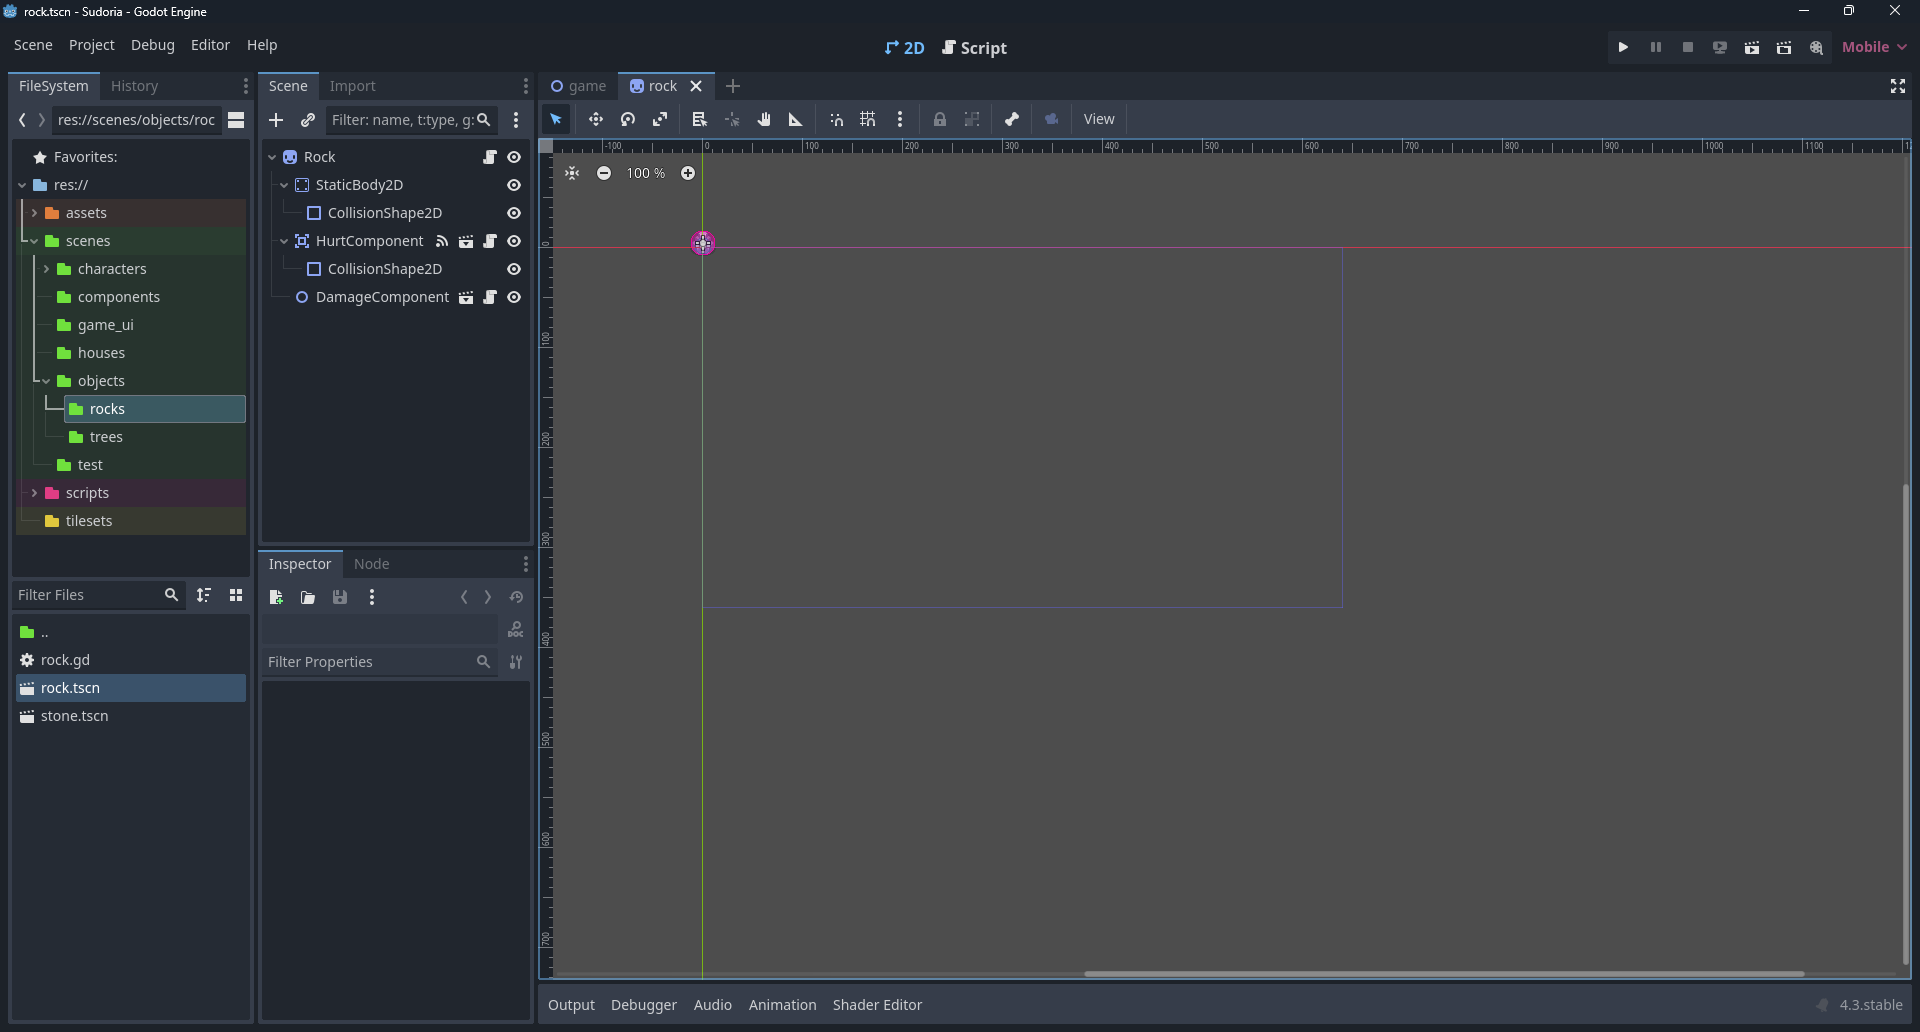 rock.tscn - Sudoria - Godot Engine
Scene Project Debug Editor Help
2D Script
Mobile
FileSystem History
Scene Import
game rock
res://scenes/objects/roc
Filter: name, t:type, g:
View
Favorites:
res://
assets
scenes
characters
components
game_ui
houses
objects
rocks
trees
test
scripts
tilesets
Rock
StaticBody2D
CollisionShape2D
HurtComponent
CollisionShape2D
DamageComponent
-100 0 100 200 300 400 500 600 700 800 900 1000 1100
100 %
0
100
200
300
400
500
600
700
Filter Files
..
rock.gd
rock.tscn
stone.tscn
Inspector Node
DOC
Filter Properties
Output Debugger Audio Animation Shader Editor
4.3.stable